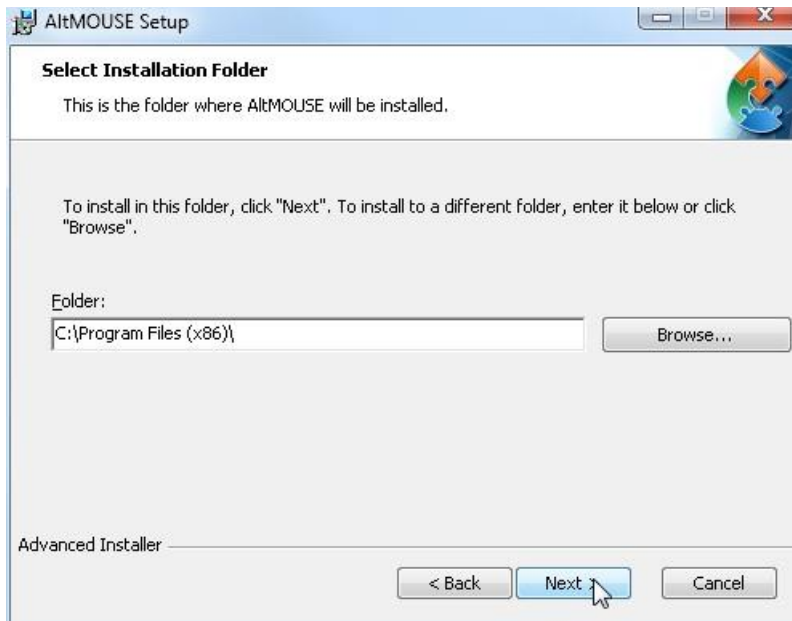 AltMOUSE Setup
Select Installation Folder
This is the folder where AltMOUSE will be installed.
To install in this folder, click "Next". To install to a different folder, enter it below or click
"Browse".
Folder:
C:\Program Files (x86)\
Browse...
Advanced Installer
< Back
Next >
Cancel